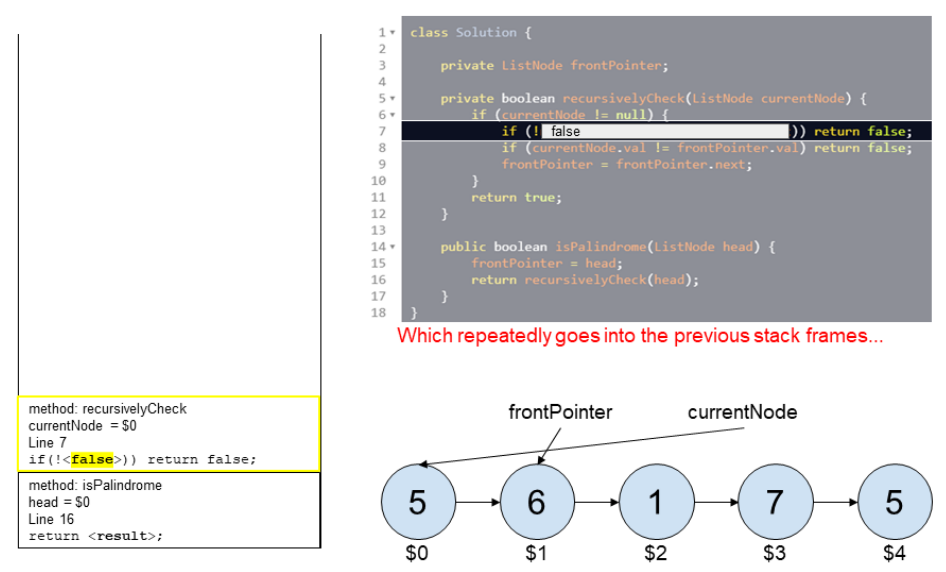 1 class Solution {
2
3 private ListNode frontPointer;
4
5 private boolean recursivelyCheck(ListNode currentNode) {
6 if (currentNode != null) {
7 if (! false )) return false;
8 if (currentNode.val != frontPointer.val) return false;
9 frontPointer = frontPointer.next;
10 }
11 return true;
12 }
13
14 public boolean isPalindrome(ListNode head) {
15 frontPointer = head;
16 return recursivelyCheck(head);
17 }
18 }
Which repeatedly goes into the previous stack frames...
method: recursivelyCheck
currentNode = $0
Line 7
if(!<false>)) return false;
method: isPalindrome
head = $0
Line 16
return <result>;
frontPointer currentNode
5 6 1 7 5
$0 $1 $2 $3 $4